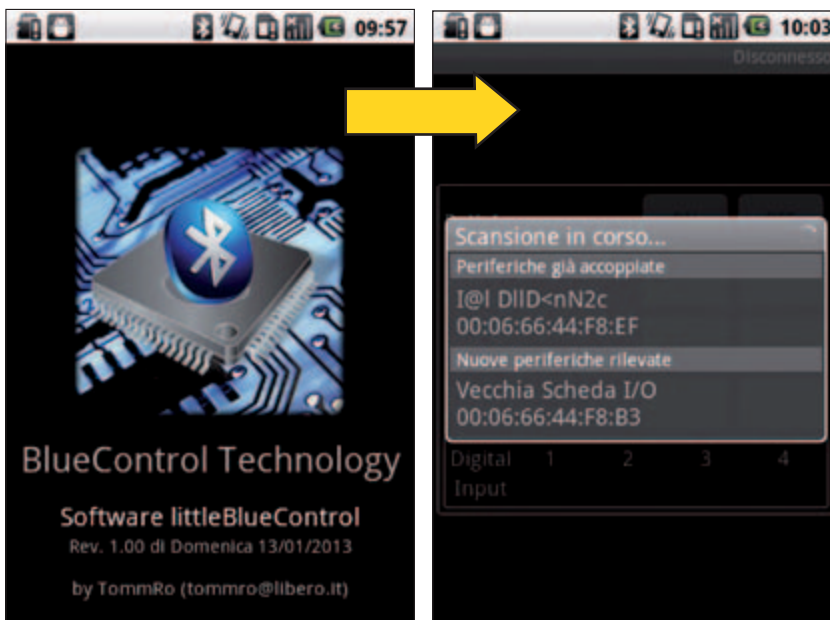 09:57
BlueControl Technology
Software littleBlueControl
Rev. 1.00 di Domenica 13/01/2013
by TommRo (tommro@libero.it)
10:03
Disconnesso
Scansione in corso...
Periferiche già accoppiate
I@l DllD<nN2c
00:06:66:44:F8:EF
Nuove periferiche rilevate
Vecchia Scheda I/O
00:06:66:44:F8:B3
Digital 1 2 3 4
Input